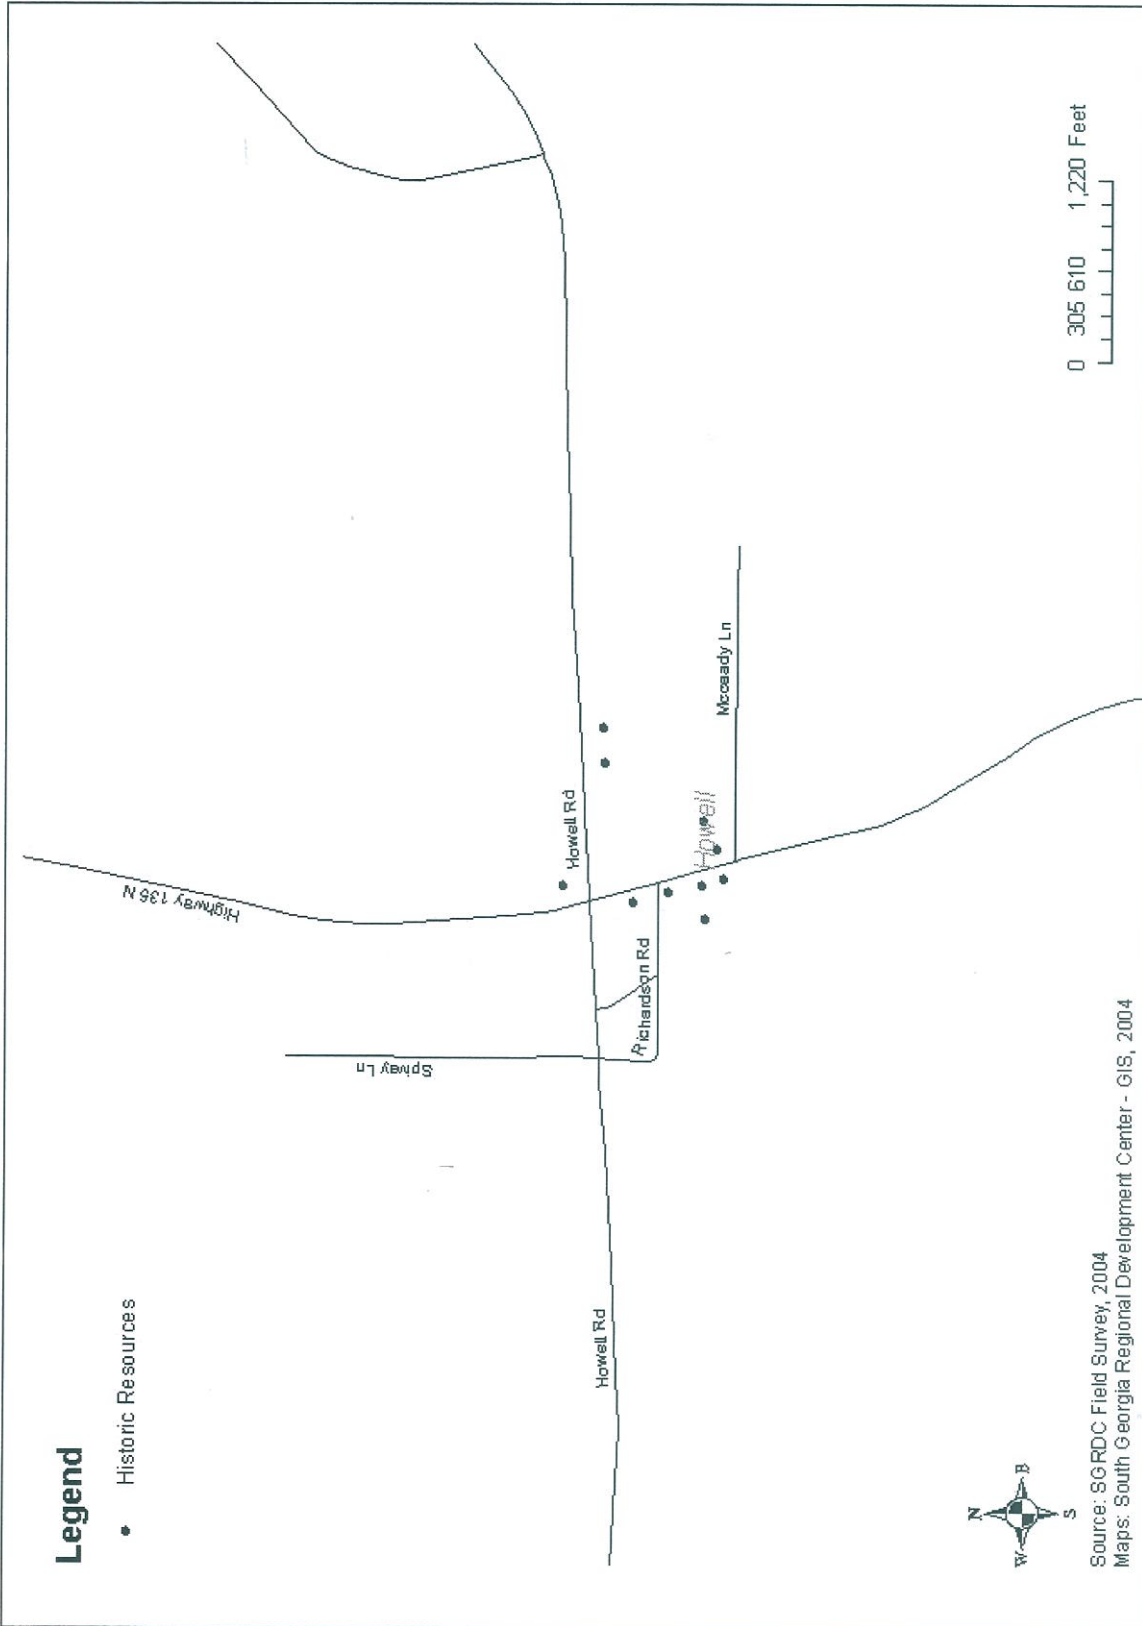 Legend
Historic Resources
Highway 135 N
Howell Rd
Spivey Ln
Richardson Rd
Howell
Mccaady Ln
Howell Rd
N
W
E
S
0 305 610 1,220 Feet
Source: SGRDC Field Survey, 2004
Maps: South Georgia Regional Development Center - GIS, 2004